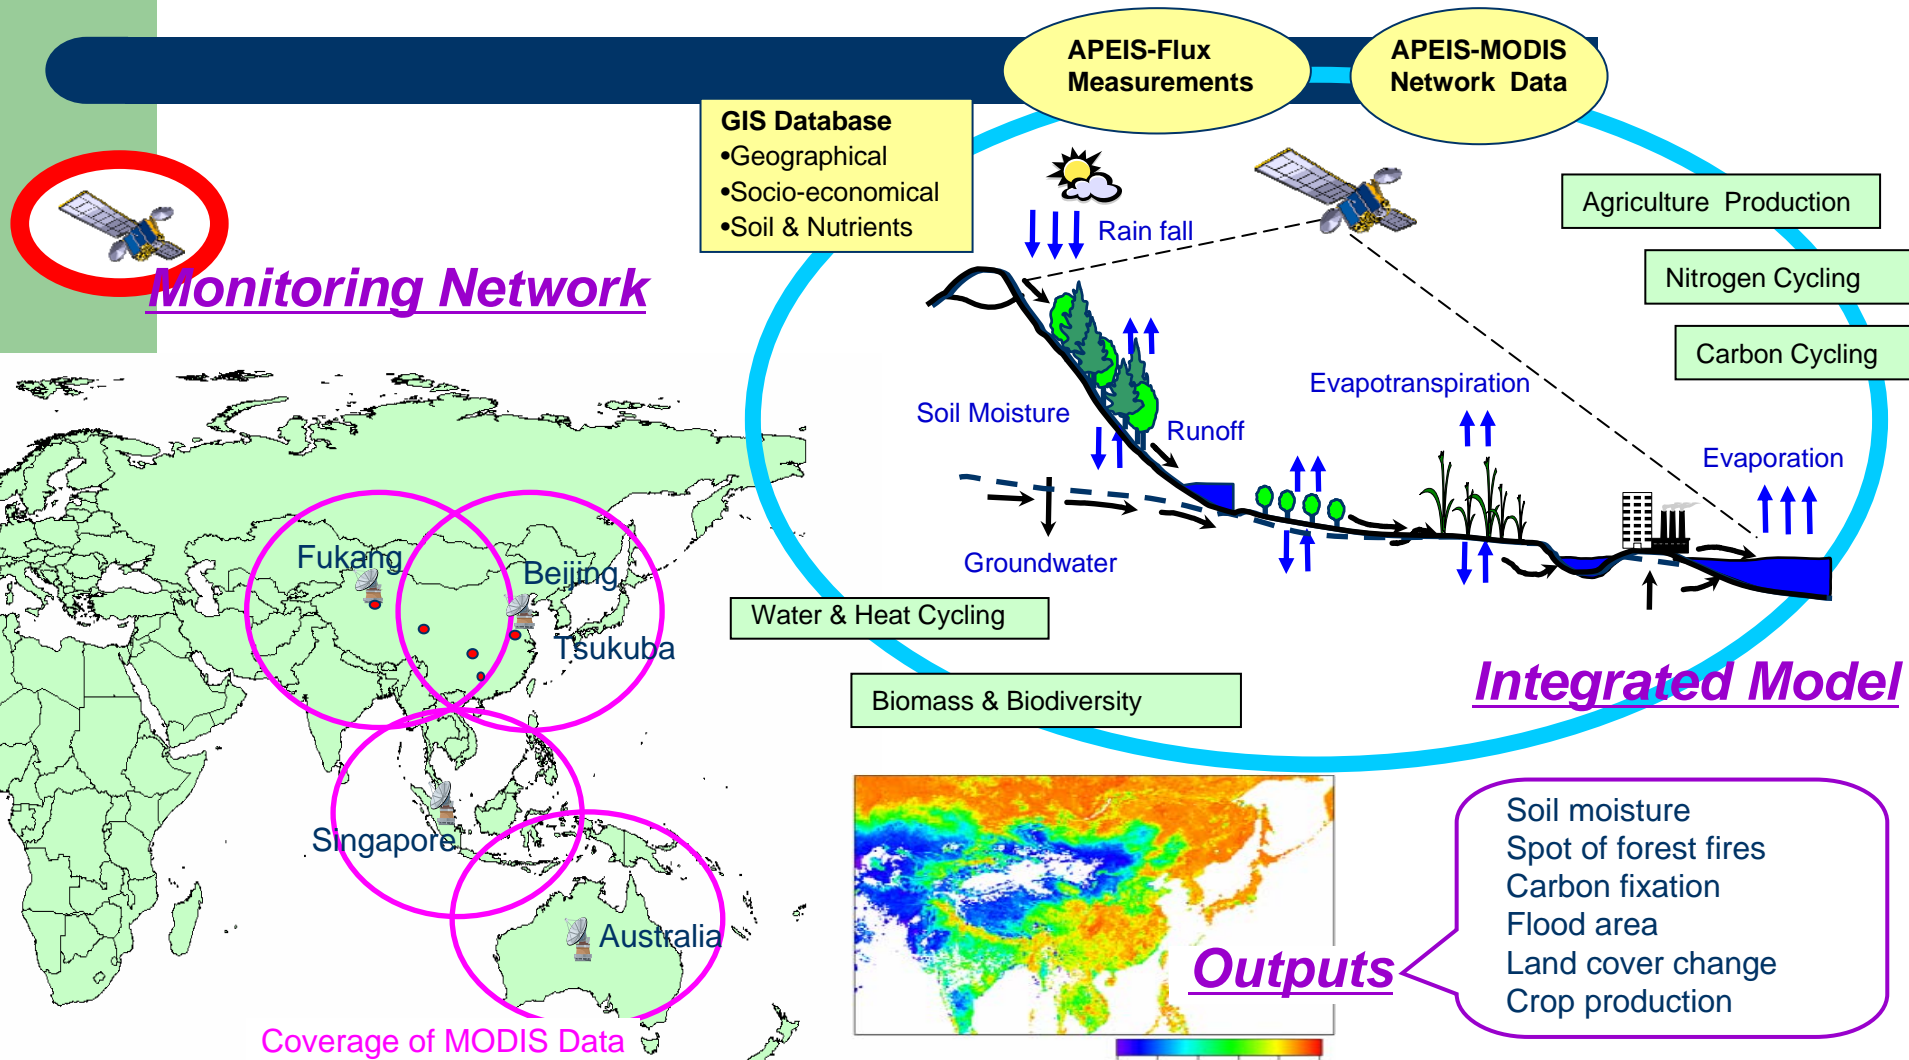 APEIS-Flux
Measurements
APEIS-MODIS
Network Data
GIS Database
•Geographical
•Socio-economical
•Soil & Nutrients
Monitoring Network
Rain fall
Agriculture Production
Nitrogen Cycling
Carbon Cycling
Evapotranspiration
Soil Moisture
Runoff
Evaporation
Groundwater
Water & Heat Cycling
Biomass & Biodiversity
Integrated Model
Fukang
Beijing
Tsukuba
Singapore
Australia
Coverage of MODIS Data
Outputs
Soil moisture
Spot of forest fires
Carbon fixation
Flood area
Land cover change
Crop production